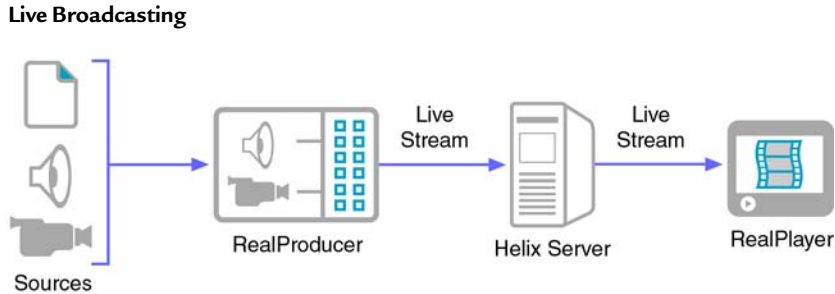 Live Broadcasting
Live
Stream
Live
Stream
RealProducer
Helix Server
RealPlayer
Sources